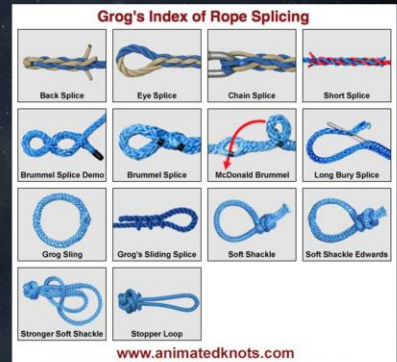 Grog's Index of Rope Splicing
Back Splice
Eye Splice
Chain Splice
Short Splice
Brummel Splice Demo
Brummel Splice
McDonald Brummel
Long Bury Splice
Grog Sling
Grog's Sliding Splice
Soft Shackle
Soft Shackle Edwards
Stronger Soft Shackle
Stopper Loop
www.animatedknots.com